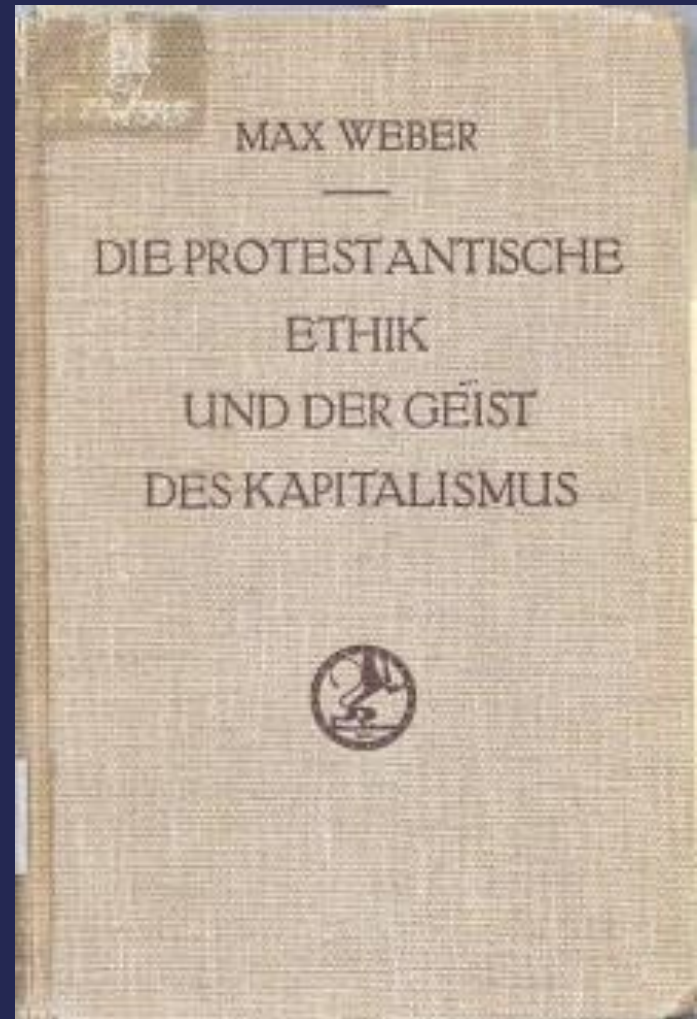 MAX WEBER
DIE PROTESTANTISCHE
ETHIK
UND DER GEIST
DES KAPITALISMUS